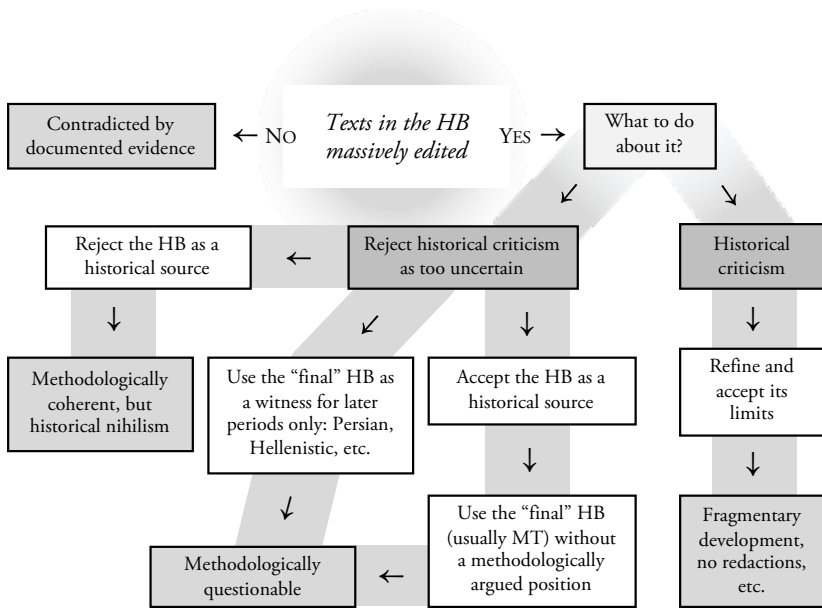 Contradicted by
documented evidence
← NO
Texts in the HB
massively edited
YES →
What to do
about it?
Reject the HB as a
historical source
←
Reject historical criticism
as too uncertain
Historical
criticism
Methodologically
coherent, but
historical nihilism
Use the “final” HB as
a witness for later
periods only: Persian,
Hellenistic, etc.
Accept the HB as a
historical source
Refine and
accept its
limits
Methodologically
questionable
←
Use the “final” HB
(usually MT) without
a methodologically
argued position
Fragmentary
development,
no redactions,
etc.